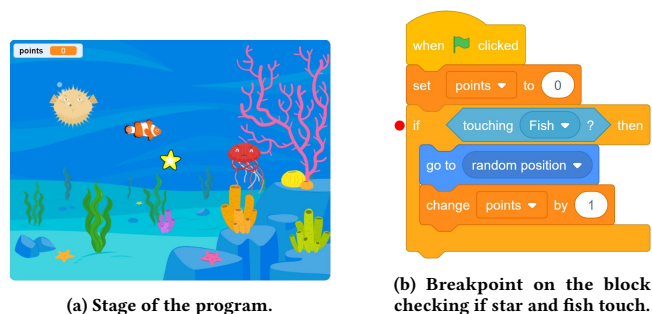 points 0
(a) Stage of the program.
when clicked
set points to 0
if touching Fish ? then
go to random position
change points by 1
(b) Breakpoint on the block
checking if star and fish touch.